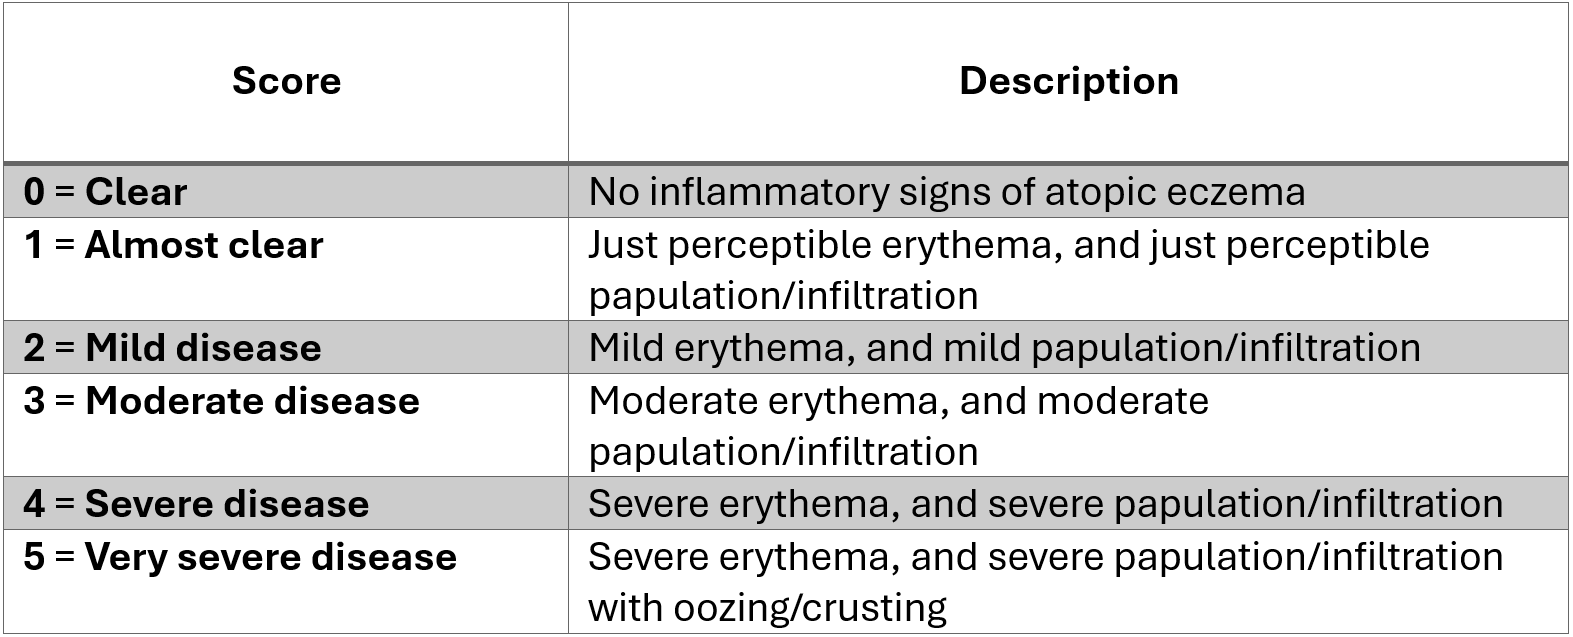 Score
Description
0 = Clear
No inflammatory signs of atopic eczema
1 = Almost clear
Just perceptible erythema, and just perceptible
papulation/infiltration
2 = Mild disease
Mild erythema, and mild papulation/infiltration
3 = Moderate disease
Moderate erythema, and moderate
papulation/infiltration
4 = Severe disease
Severe erythema, and severe papulation/infiltration
5 = Very severe disease
Severe erythema, and severe papulation/infiltration
with oozing/crusting